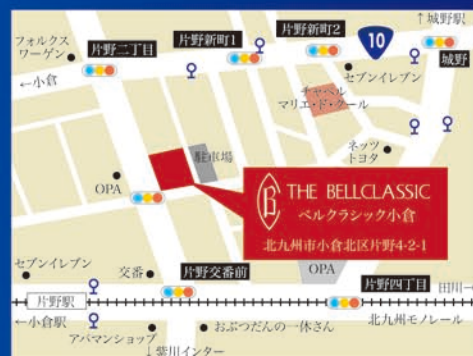 ↑城野駅
片野新町2
10
片野新町1
フォルクス
ワーゲン
片野二丁目
城野
セブンイレブン
←小倉
チャペル
マリエ・ド・クール
ネッツ
トヨタ
駐車場
OPA
THE BELLCLASSIC
ベルクラシック小倉
北九州市小倉北区片野4-2-1
セブンイレブン
交番
片野交番前
OPA
片野四丁目
田川→
片野駅
←小倉駅
北九州モノレール
アパマンショップ
おぶつだんの一休さん
↓紫川インター